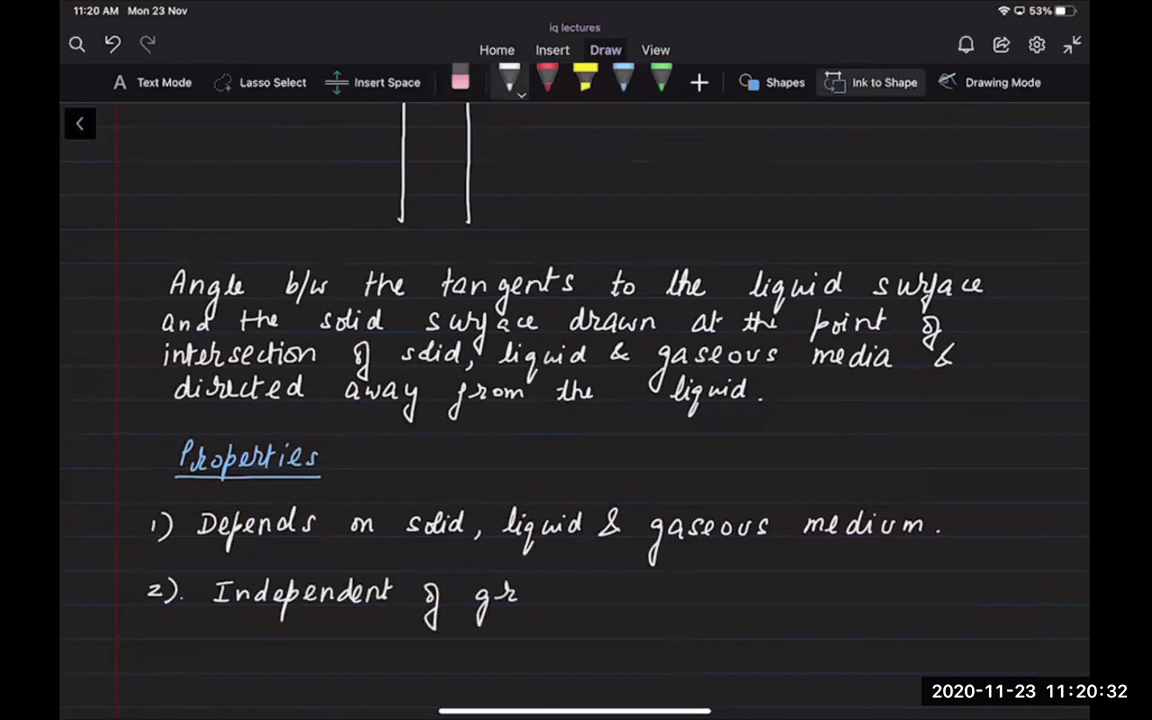 11:20 AM Mon 23 Nov
53%
iq lectures
Home Insert Draw View
Text Mode Lasso Select Insert Space Shapes Ink to Shape Drawing Mode
Angle b/w the tangents to the liquid surface
and the solid surface drawn at the point of
intersection of solid, liquid & gaseous media &
directed away from the liquid.
Properties
1) Depends on solid, liquid & gaseous medium.
2). Independent of gr
2020-11-23 11:20:32